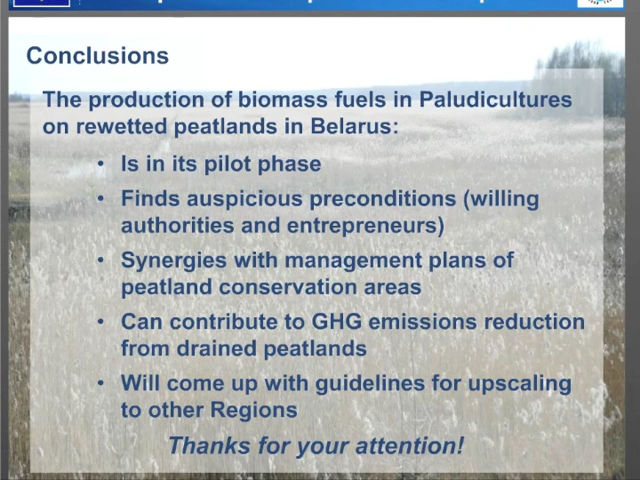 Conclusions
The production of biomass fuels in Paludicultures
on rewetted peatlands in Belarus:
• Is in its pilot phase
• Finds auspicious preconditions (willing
authorities and entrepreneurs)
• Synergies with management plans of
peatland conservation areas
• Can contribute to GHG emissions reduction
from drained peatlands
• Will come up with guidelines for upscaling
to other Regions
Thanks for your attention!